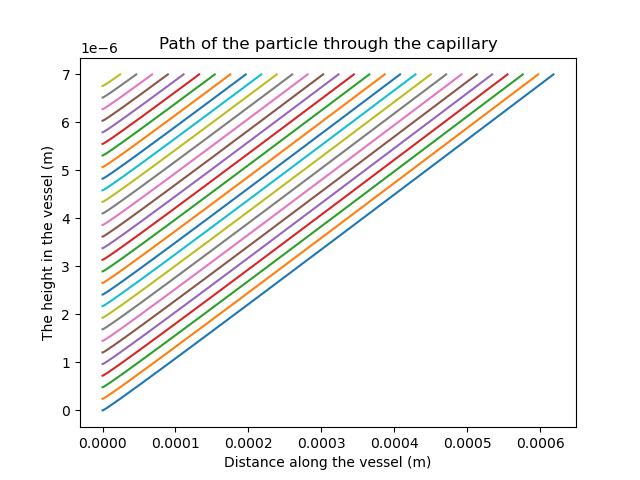 Path of the particle through the capillary
1e−6
7
6
5
4
3
2
1
0
The height in the vessel (m)
0.0000 0.0001 0.0002 0.0003 0.0004 0.0005 0.0006
Distance along the vessel (m)